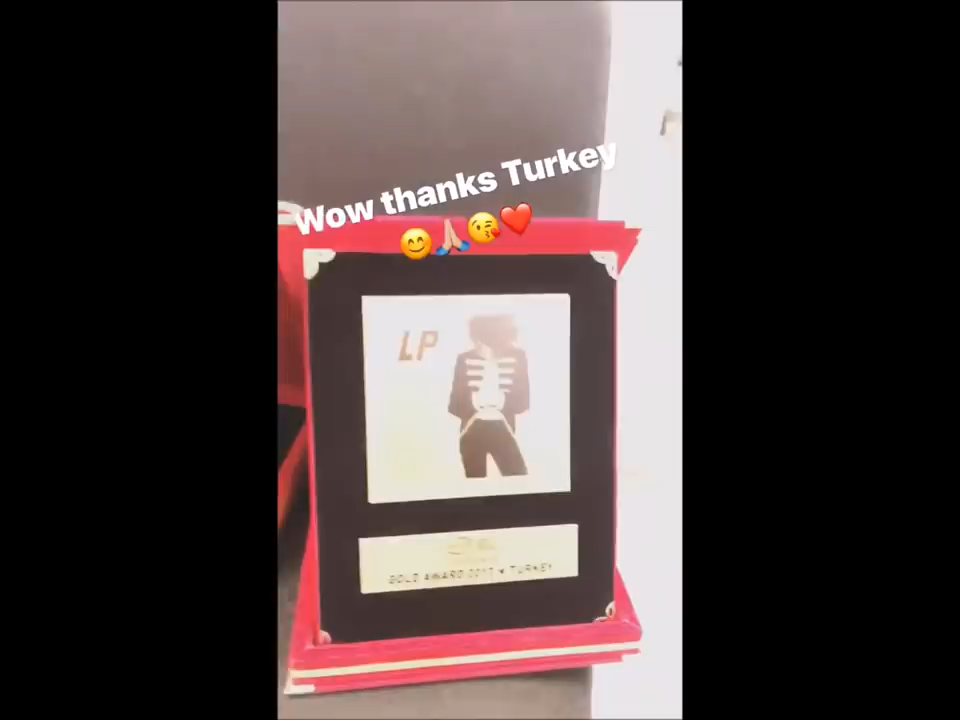 Wow thanks Turkey
😊🙏🏼😘❤️
LP
GOLD AWARD 2017 ★ TURKEY